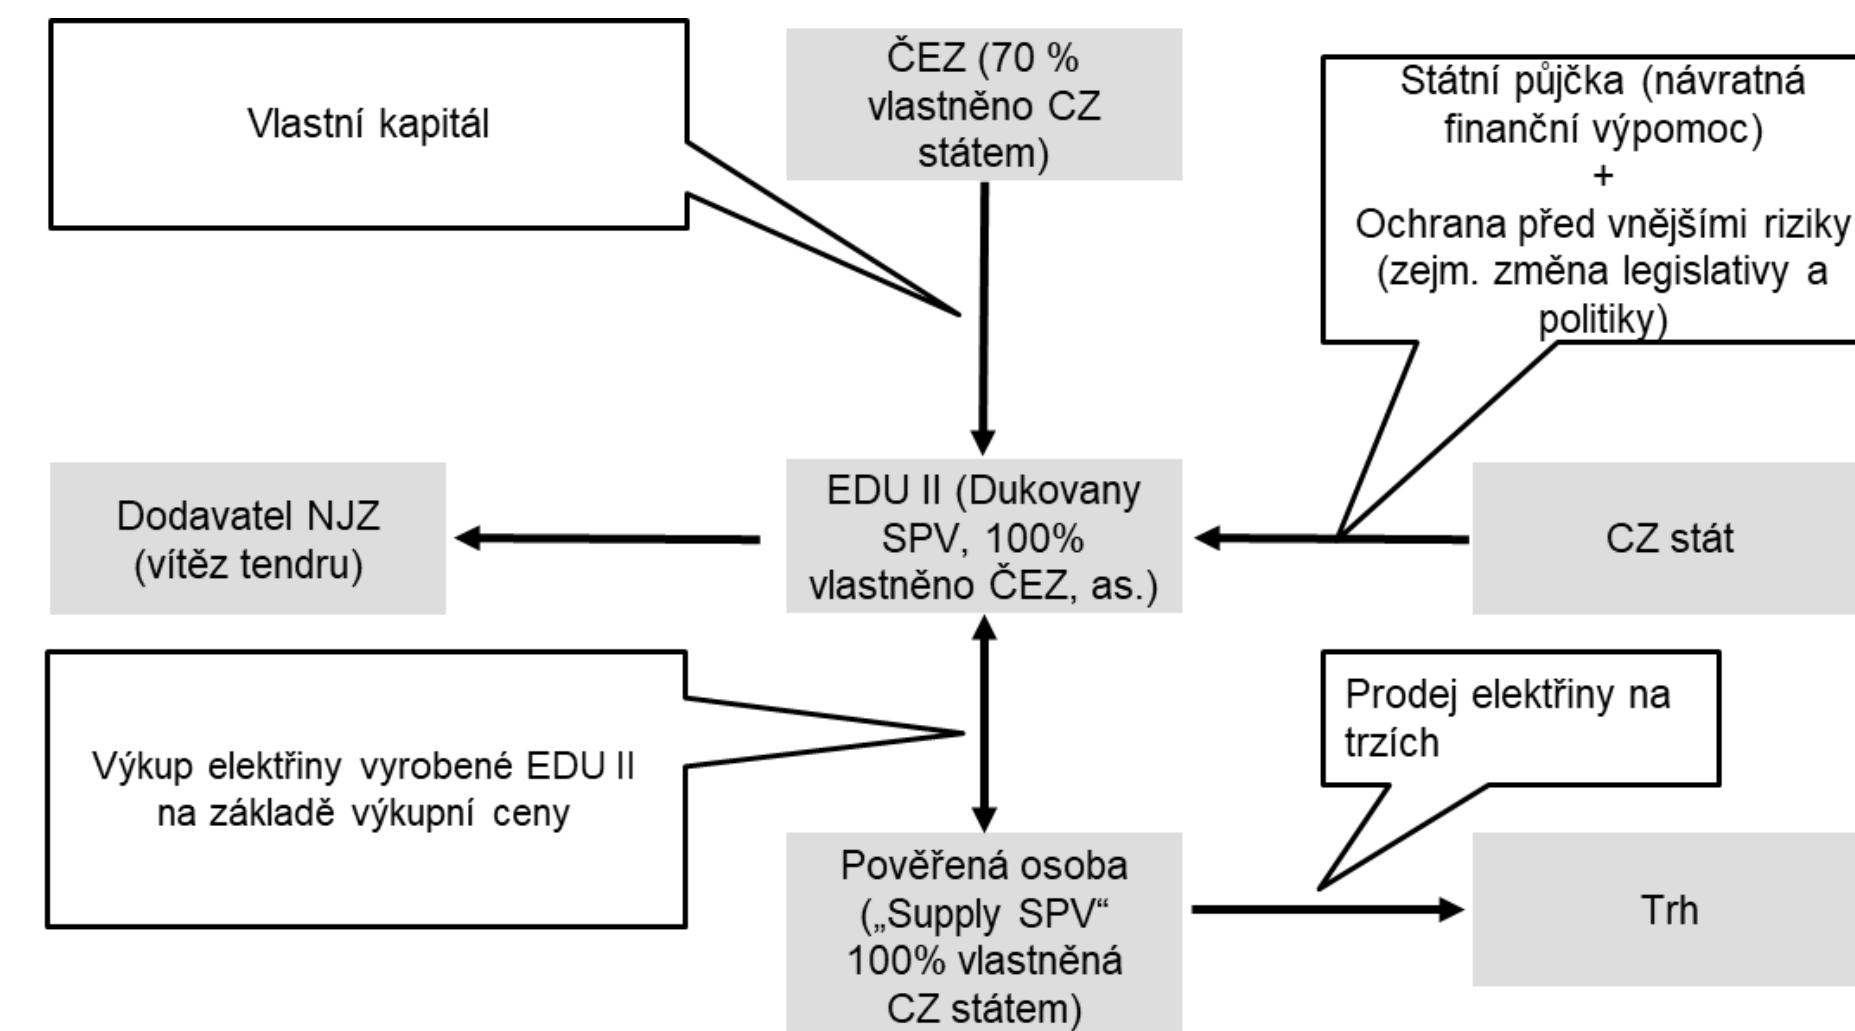 Vlastní kapitál
ČEZ (70 %
vlastněno CZ
státem)
Státní půjčka (návratná
finanční výpomoc)
+
Ochrana před vnějšími riziky
(zejm. změna legislativy a
politiky)
Dodavatel NJZ
(vítěz tendru)
EDU II (Dukovany
SPV, 100%
vlastněno ČEZ, as.)
CZ stát
Výkup elektřiny vyrobené EDU II
na základě výkupní ceny
Prodej elektřiny na
trzích
Pověřená osoba
(„Supply SPV“
100% vlastněná
CZ státem)
Trh